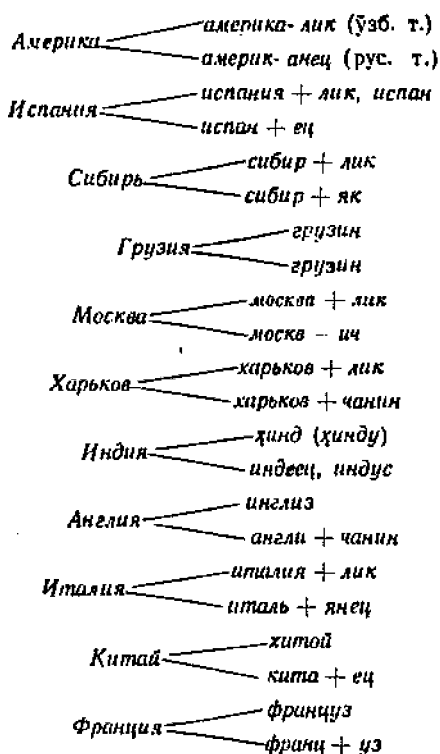 америка- лик (ўзб. т.)
Америка
америк- анец (рус. т.)
испания + лик, испан
Испания
испан + ец
сибир + лик
Сибирь
сибир + як
грузин
Грузия
грузин
москва + лик
Москва
москв - ич
харьков + лик
Харьков
харьков + чанин
ҳинд (ҳинду)
Индия
индеец, индус
инглиз
Англия
англи + чанин
италия + лик
Италия
italь + янец
хитой
Китай
кита + ец
француз
Франция
франц + уз